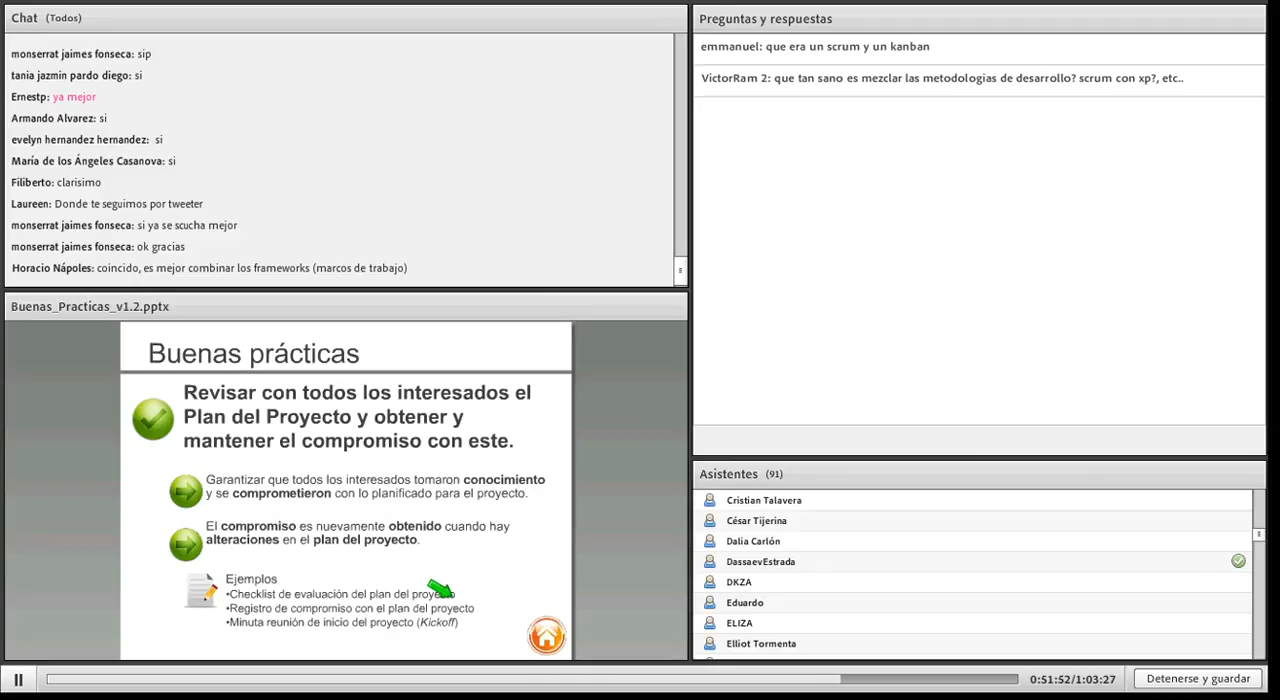 Chat (Todos)
monserrat jaimes fonseca: sip
tania jazmin pardo diego: si
Ernestp: ya mejor
Armando Alvarez: si
evelyn hernandez hernandez: si
María de los Ángeles Casanova: si
Filiberto: clarisimo
Laureen: Donde te seguimos por tweeter
monserrat jaimes fonseca: si ya se scucha mejor
monserrat jaimes fonseca: ok gracias
Horacio Nápoles: coincido, es mejor combinar los frameworks (marcos de trabajo)
Buenas_Practicas_v1.2.pptx
Buenas prácticas
Revisar con todos los interesados el
Plan del Proyecto y obtener y
mantener el compromiso con este.
Garantizar que todos los interesados tomaron conocimiento
y se comprometieron con lo planificado para el proyecto.
El compromiso es nuevamente obtenido cuando hay
alteraciones en el plan del proyecto.
Ejemplos
•Checklist de evaluación del plan del proyecto
•Registro de compromiso con el plan del proyecto
•Minuta reunión de inicio del proyecto (Kickoff)
Preguntas y respuestas
emmanuel: que era un scrum y un kanban
VictorRam 2: que tan sano es mezclar las metodologias de desarrollo? scrum con xp?, etc..
Asistentes (91)
Cristian Talavera
César Tijerina
Dalia Carlón
DassaevEstrada
DKZA
Eduardo
ELIZA
Elliot Tormenta
0:51:52/1:03:27
Detenerse y guardar